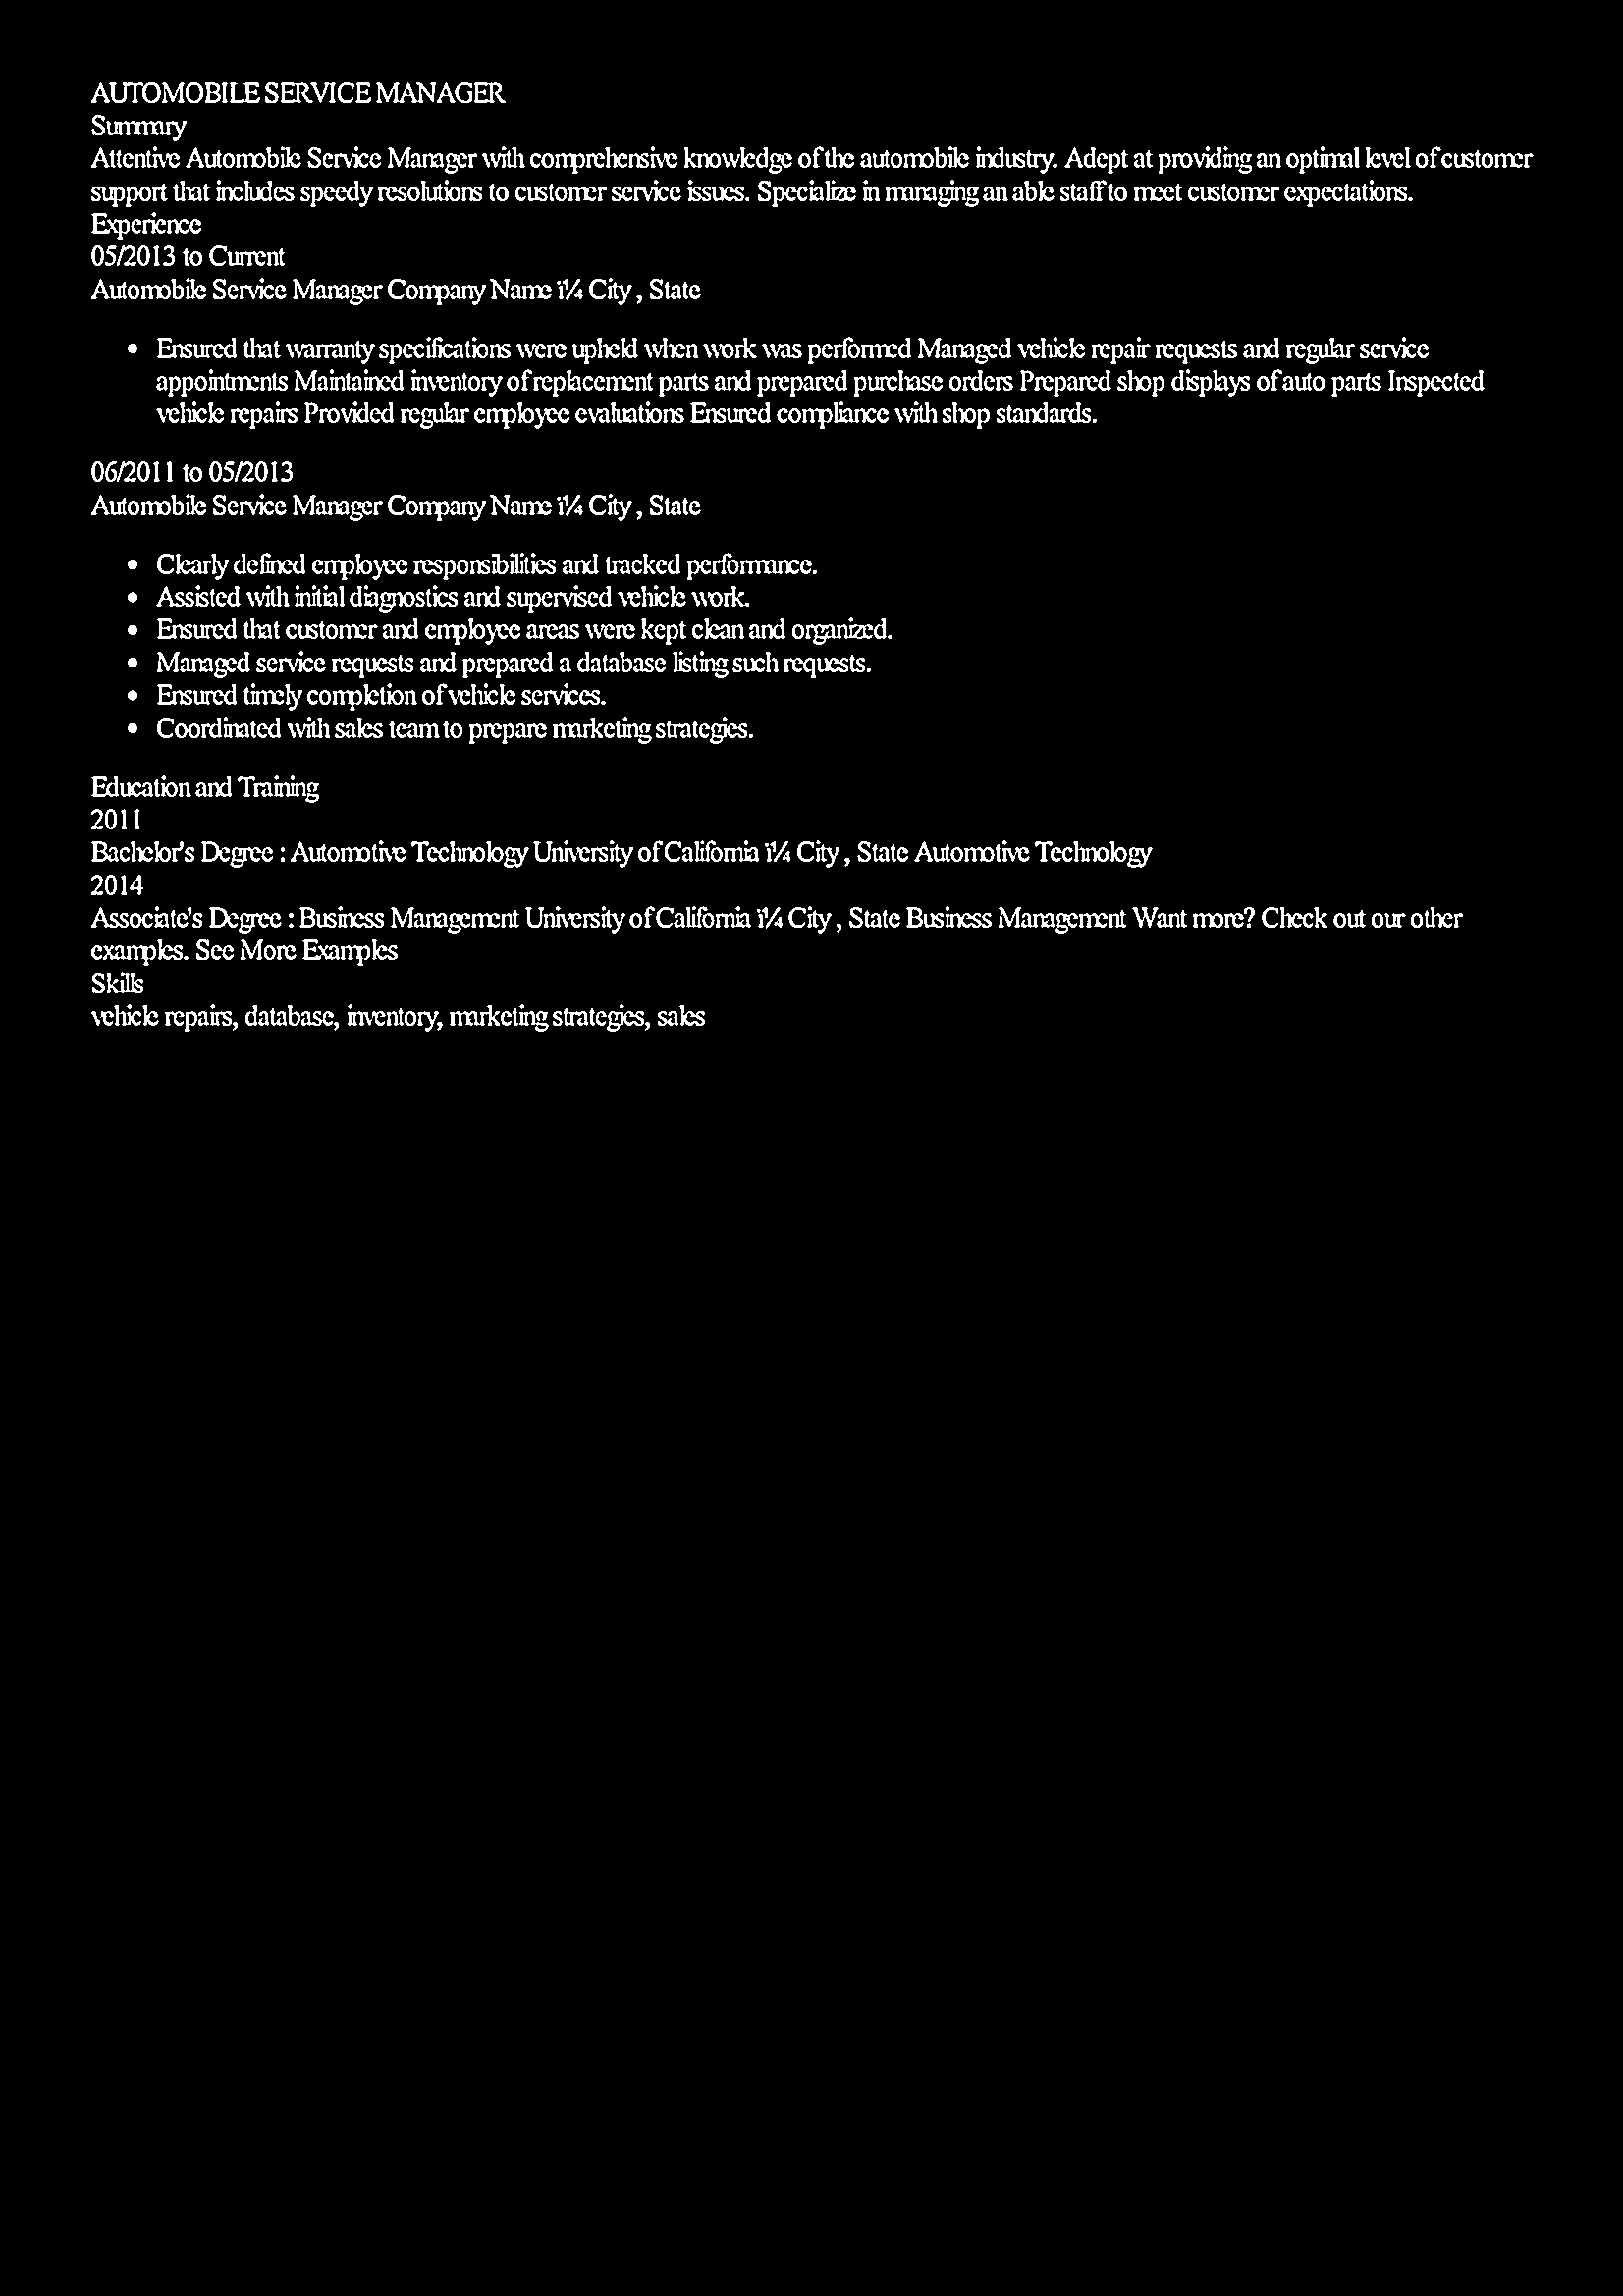 AUTOMOBILE SERVICE MANAGER
Summary
Attentive Automobile Service Manager with comprehensive knowledge of the automobile industry. Adept at providing an optimal level of customer
support that includes speedy resolutions to customer service issues. Specialize in managing an able staff to meet customer expectations.
Experience
05/2013 to Current
Automobile Service Manager Company Name ï¼ City , State
• Ensured that warranty specifications were upheld when work was performed Managed vehicle repair requests and regular service
appointments Maintained inventory of replacement parts and prepared purchase orders Prepared shop displays of auto parts Inspected
vehicle repairs Provided regular employee evaluations Ensured compliance with shop standards.
06/2011 to 05/2013
Automobile Service Manager Company Name ï¼ City , State
• Clearly defined employee responsibilities and tracked performance.
• Assisted with initial diagnostics and supervised vehicle work.
• Ensured that customer and employee areas were kept clean and organized.
• Managed service requests and prepared a database listing such requests.
• Ensured timely completion of vehicle services.
• Coordinated with sales team to prepare marketing strategies.
Education and Training
2011
Bachelor's Degree : Automotive Technology University of California ï¼ City , State Automotive Technology
2014
Associate's Degree : Business Management University of California ï¼ City , State Business Management Want more? Check out our other
examples. See More Examples
Skills
vehicle repairs, database, inventory, marketing strategies, sales